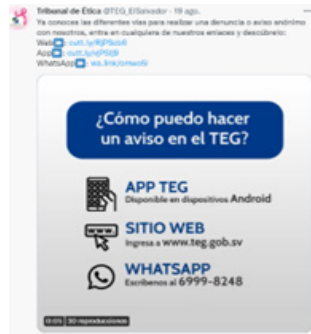 Tribunal de Ética @TEG_ElSalvador · 19 ago.
Ya conoces las diferentes vías para realizar una denuncia o aviso anónimo
con nosotros, entra en cualquiera de nuestros enlaces y descúbrelo:
Web
App
WhatsApp
¿Cómo puedo hacer
un aviso en el TEG?
APP TEG
Disponible en dispositivos Android
www.
SITIO WEB
Ingresa a www.teg.gob.sv
WHATSAPP
Escríbenos al 6999-8248
0:05 30 reproducciones